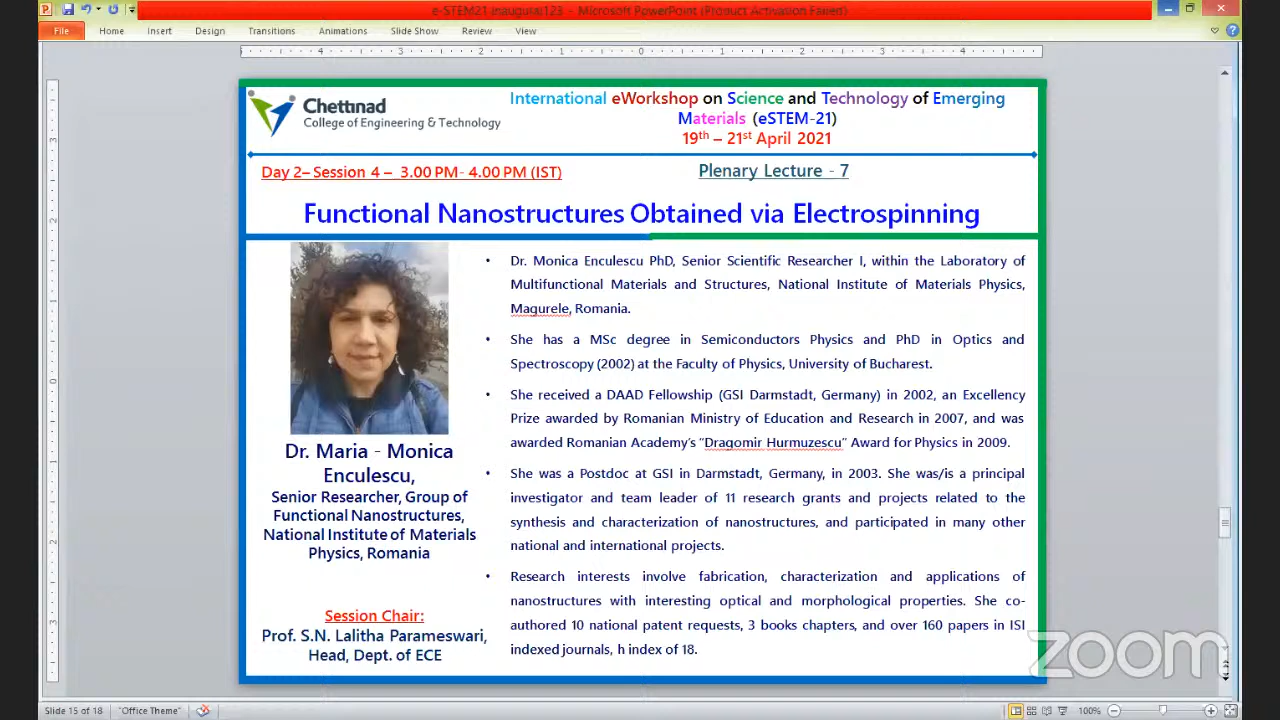 e-STEM21 Inaugural123 - Microsoft PowerPoint (Product Activation Failed)
File Home Insert Design Transitions Animations Slide Show Review View
Chettinad
College of Engineering & Technology
International eWorkshop on Science and Technology of Emerging
Materials (eSTEM-21)
19th – 21st April 2021
Day 2– Session 4 – 3.00 PM- 4.00 PM (IST)
Plenary Lecture - 7
Functional Nanostructures Obtained via Electrospinning
Dr. Maria - Monica
Enculescu,
Senior Researcher, Group of
Functional Nanostructures,
National Institute of Materials
Physics, Romania
Session Chair:
Prof. S.N. Lalitha Parameswari,
Head, Dept. of ECE
• Dr. Monica Enculescu PhD, Senior Scientific Researcher I, within the Laboratory of
Multifunctional Materials and Structures, National Institute of Materials Physics,
Magurele, Romania.
• She has a MSc degree in Semiconductors Physics and PhD in Optics and
Spectroscopy (2002) at the Faculty of Physics, University of Bucharest.
• She received a DAAD Fellowship (GSI Darmstadt, Germany) in 2002, an Excellency
Prize awarded by Romanian Ministry of Education and Research in 2007, and was
awarded Romanian Academy's "Dragomir Hurmuzescu" Award for Physics in 2009.
• She was a Postdoc at GSI in Darmstadt, Germany, in 2003. She was/is a principal
investigator and team leader of 11 research grants and projects related to the
synthesis and characterization of nanostructures, and participated in many other
national and international projects.
• Research interests involve fabrication, characterization and applications of
nanostructures with interesting optical and morphological properties. She co-
authored 10 national patent requests, 3 books chapters, and over 160 papers in ISI
indexed journals, h index of 18.
zoom
Slide 15 of 18 "Office Theme" 100%